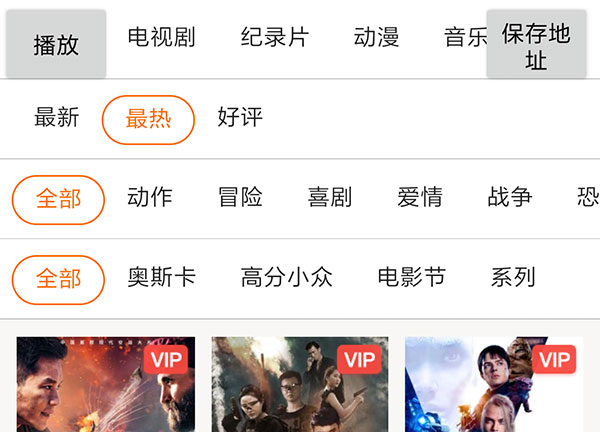 播放 电视剧 纪录片 动漫 音乐 保存地
址
最新 最热 好评
全部 动作 冒险 喜剧 爱情 战争 恐
全部 奥斯卡 高分小众 电影节 系列
VIP VIP VIP